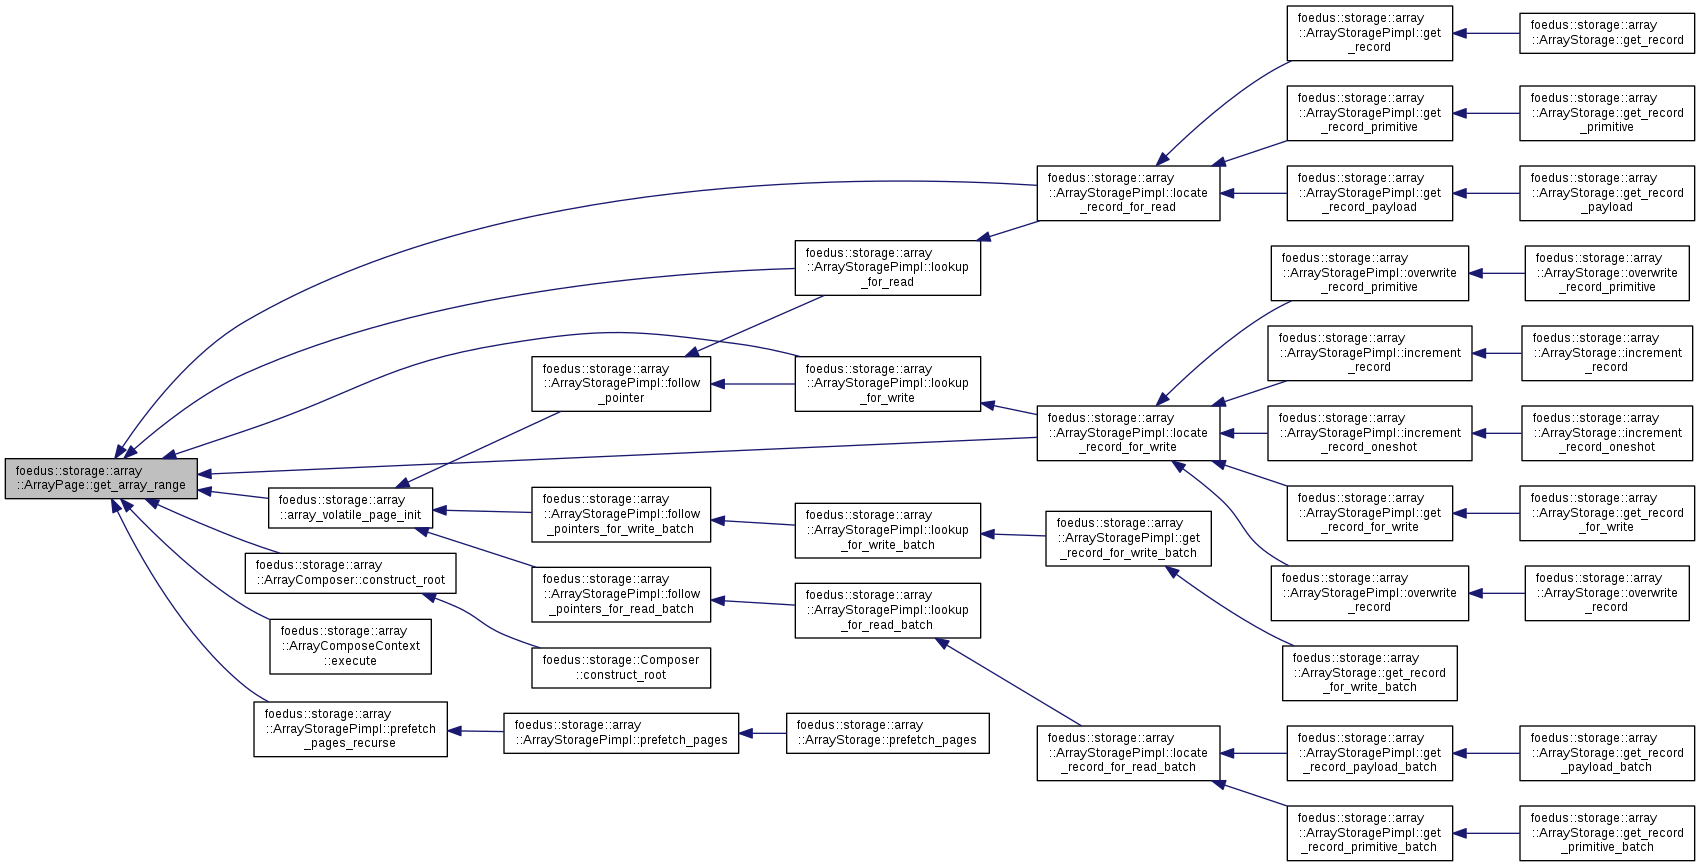 foedus::storage::array
::ArrayPage::get_array_range
foedus::storage::array
::ArrayStoragePimpl::locate
_record_for_read
foedus::storage::array
::ArrayStoragePimpl::get
_record
foedus::storage::array
::ArrayStorage::get_record
foedus::storage::array
::ArrayStoragePimpl::get
_record_primitive
foedus::storage::array
::ArrayStorage::get_record
_primitive
foedus::storage::array
::ArrayStoragePimpl::get
_record_payload
foedus::storage::array
::ArrayStorage::get_record
_payload
foedus::storage::array
::ArrayStoragePimpl::lookup
_for_read
foedus::storage::array
::ArrayStoragePimpl::lookup
_for_write
foedus::storage::array
::ArrayStoragePimpl::locate
_record_for_write
foedus::storage::array
::ArrayStoragePimpl::overwrite
_record_primitive
foedus::storage::array
::ArrayStorage::overwrite
_record_primitive
foedus::storage::array
::ArrayStoragePimpl::increment
_record
foedus::storage::array
::ArrayStorage::increment
_record
foedus::storage::array
::ArrayStoragePimpl::increment
_record_oneshot
foedus::storage::array
::ArrayStorage::increment
_record_oneshot
foedus::storage::array
::ArrayStoragePimpl::get
_record_for_write
foedus::storage::array
::ArrayStorage::get_record
_for_write
foedus::storage::array
::ArrayStoragePimpl::overwrite
_record
foedus::storage::array
::ArrayStorage::overwrite
_record
foedus::storage::array
::array_volatile_page_init
foedus::storage::array
::ArrayStoragePimpl::follow
_pointer
foedus::storage::array
::ArrayStoragePimpl::follow
_pointers_for_write_batch
foedus::storage::array
::ArrayStoragePimpl::lookup
_for_write_batch
foedus::storage::array
::ArrayStoragePimpl::get
_record_for_write_batch
foedus::storage::array
::ArrayStorage::get_record
_for_write_batch
foedus::storage::array
::ArrayStoragePimpl::follow
_pointers_for_read_batch
foedus::storage::array
::ArrayStoragePimpl::lookup
_for_read_batch
foedus::storage::array
::ArrayStoragePimpl::locate
_record_for_read_batch
foedus::storage::array
::ArrayStoragePimpl::get
_record_payload_batch
foedus::storage::array
::ArrayStorage::get_record
_payload_batch
foedus::storage::array
::ArrayStoragePimpl::get
_record_primitive_batch
foedus::storage::array
::ArrayStorage::get_record
_primitive_batch
foedus::storage::array
::ArrayComposer::construct_root
foedus::storage::Composer
::construct_root
foedus::storage::array
::ArrayComposeContext
::execute
foedus::storage::array
::ArrayStoragePimpl::prefetch
_pages_recurse
foedus::storage::array
::ArrayStoragePimpl::prefetch_pages
foedus::storage::array
::ArrayStorage::prefetch_pages